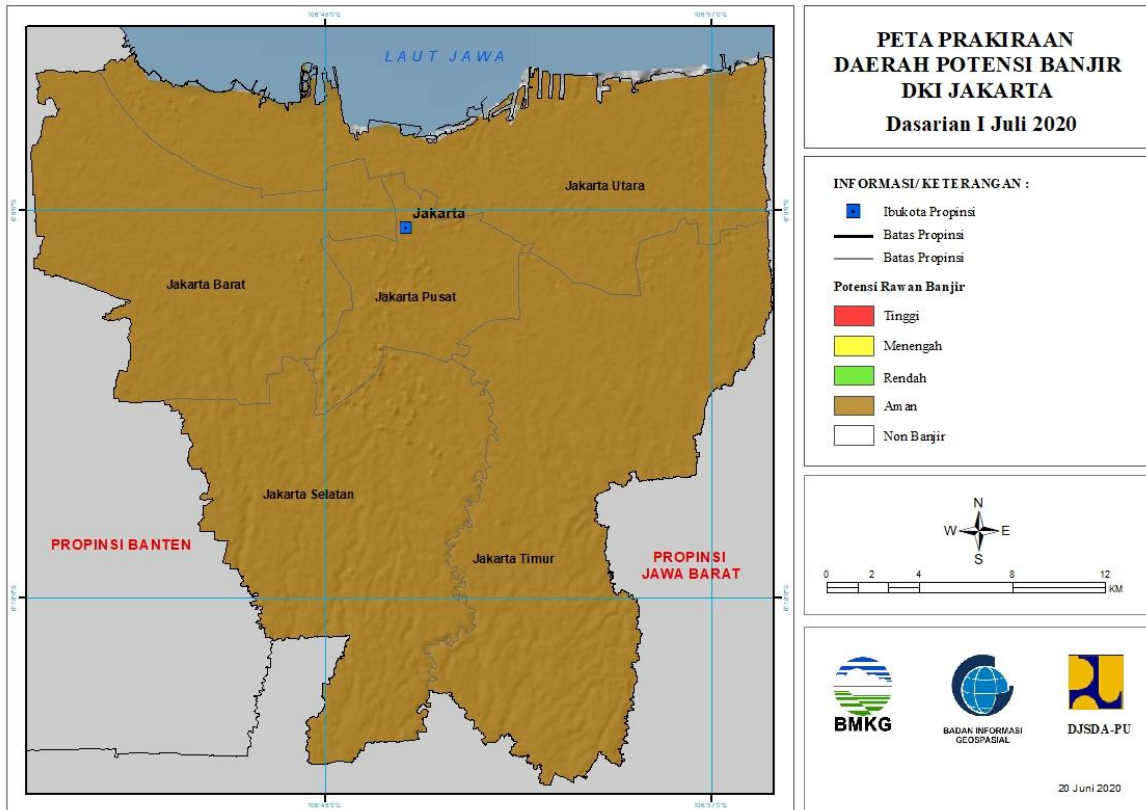 PETA PRAKIRAAN
DAERAH POTENSI BANJIR
DKI JAKARTA
Dasarian I Juli 2020
INFORMASI/ KETERANGAN :
Ibukota Propinsi
Batas Propinsi
Batas Propinsi
Potensi Rawan Banjir
Tinggi
Menengah
Rendah
Aman
Non Banjir
N
W E
S
0 2 4 8 12
KM
BMKG
BADAN INFORMASI
GEOSPASIAL
DJSDA-PU
20 Juni 2020
LAUT JAWA
Jakarta Utara
Jakarta
Jakarta Barat
Jakarta Pusat
Jakarta Selatan
Jakarta Timur
PROPINSI BANTEN
PROPINSI
JAWA BARAT